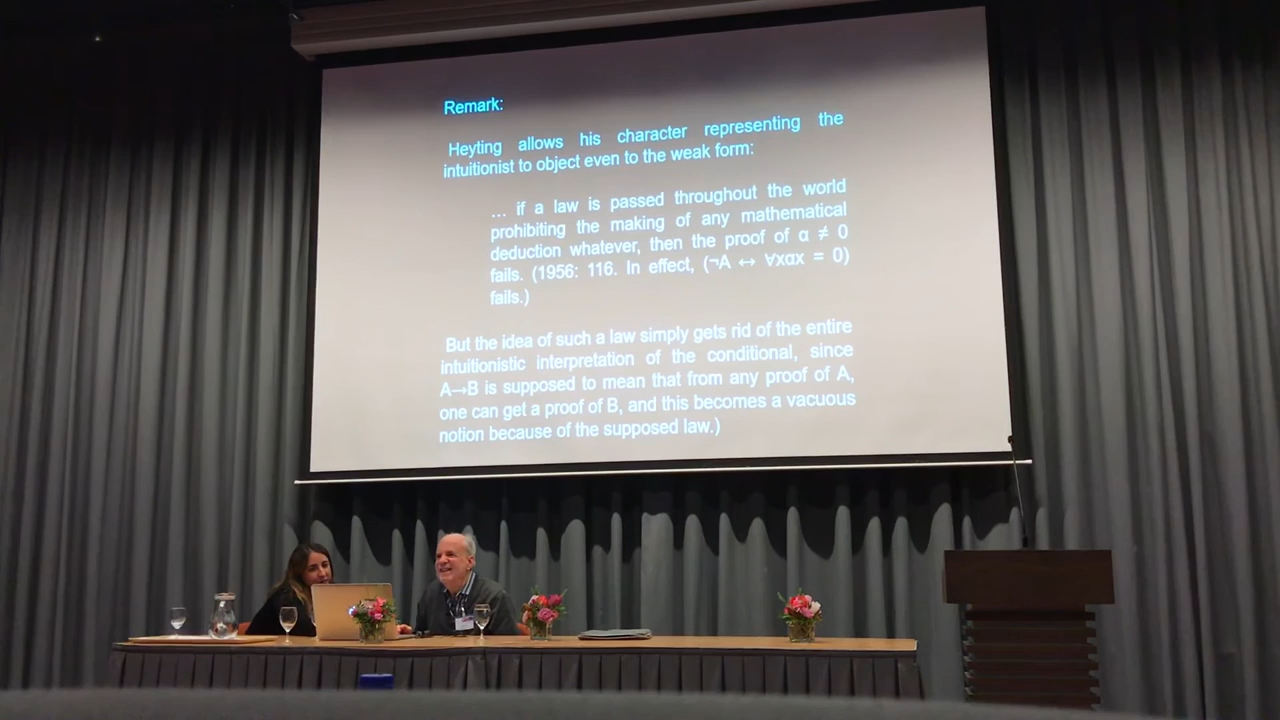 Remark:
Heyting allows his character representing the
intuitionist to object even to the weak form:
... if a law is passed throughout the world
prohibiting the making of any mathematical
deduction whatever, then the proof of α ≠ 0
fails. (1956: 116. In effect, (¬A ↔ ∀xαx = 0)
fails.)
But the idea of such a law simply gets rid of the entire
intuitionistic interpretation of the conditional, since
A→B is supposed to mean that from any proof of A,
one can get a proof of B, and this becomes a vacuous
notion because of the supposed law.)